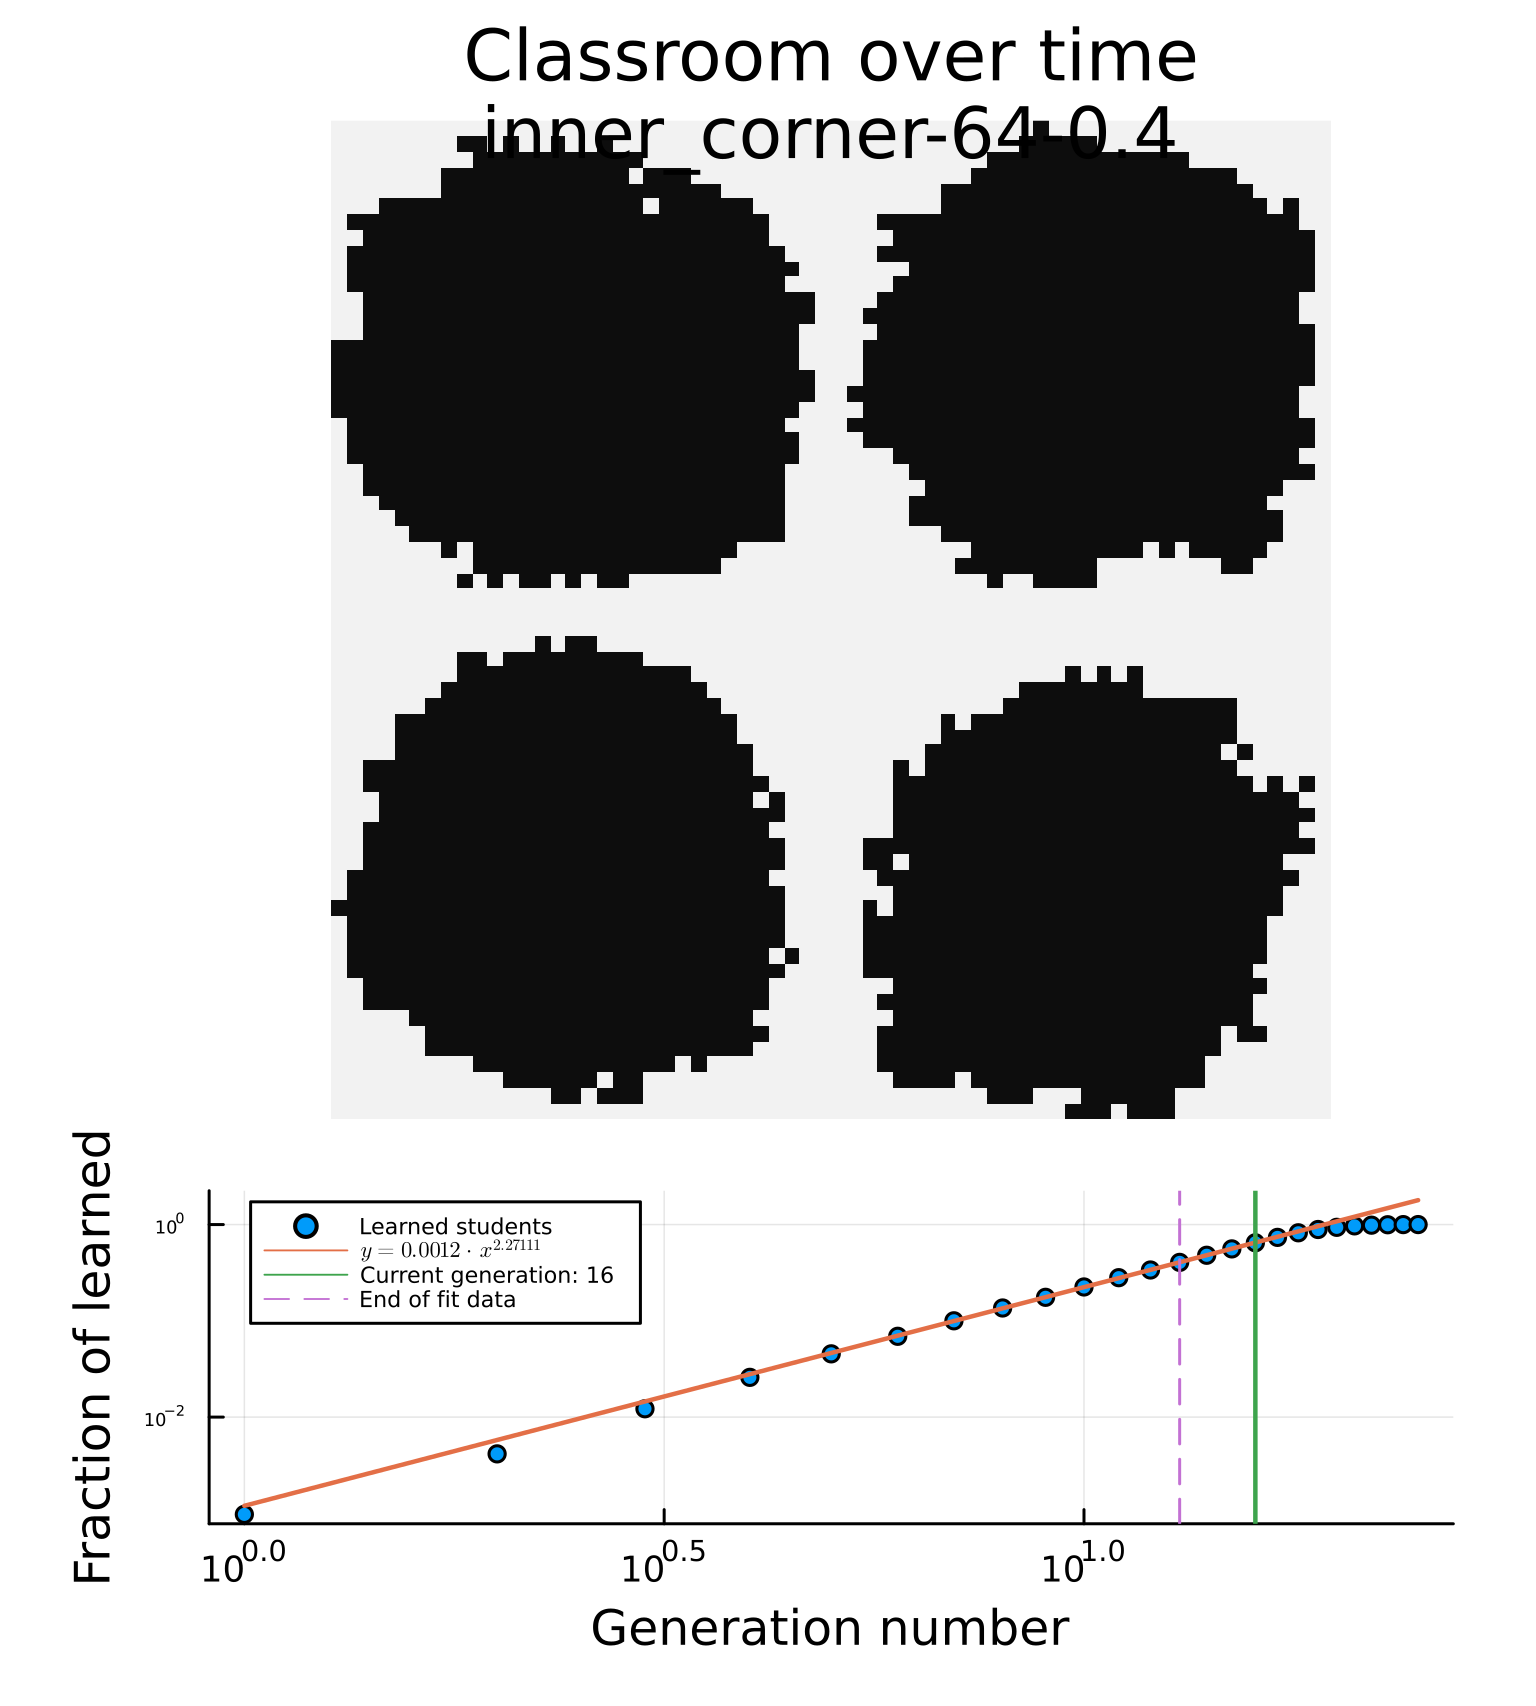 Classroom over time
inner_corner-64-0.4
Fraction of learned
10^0
10^−2
Learned students
y = 0.0012 · x^2.27111
Current generation: 16
End of fit data
10^0.0 10^0.5 10^1.0
Generation number